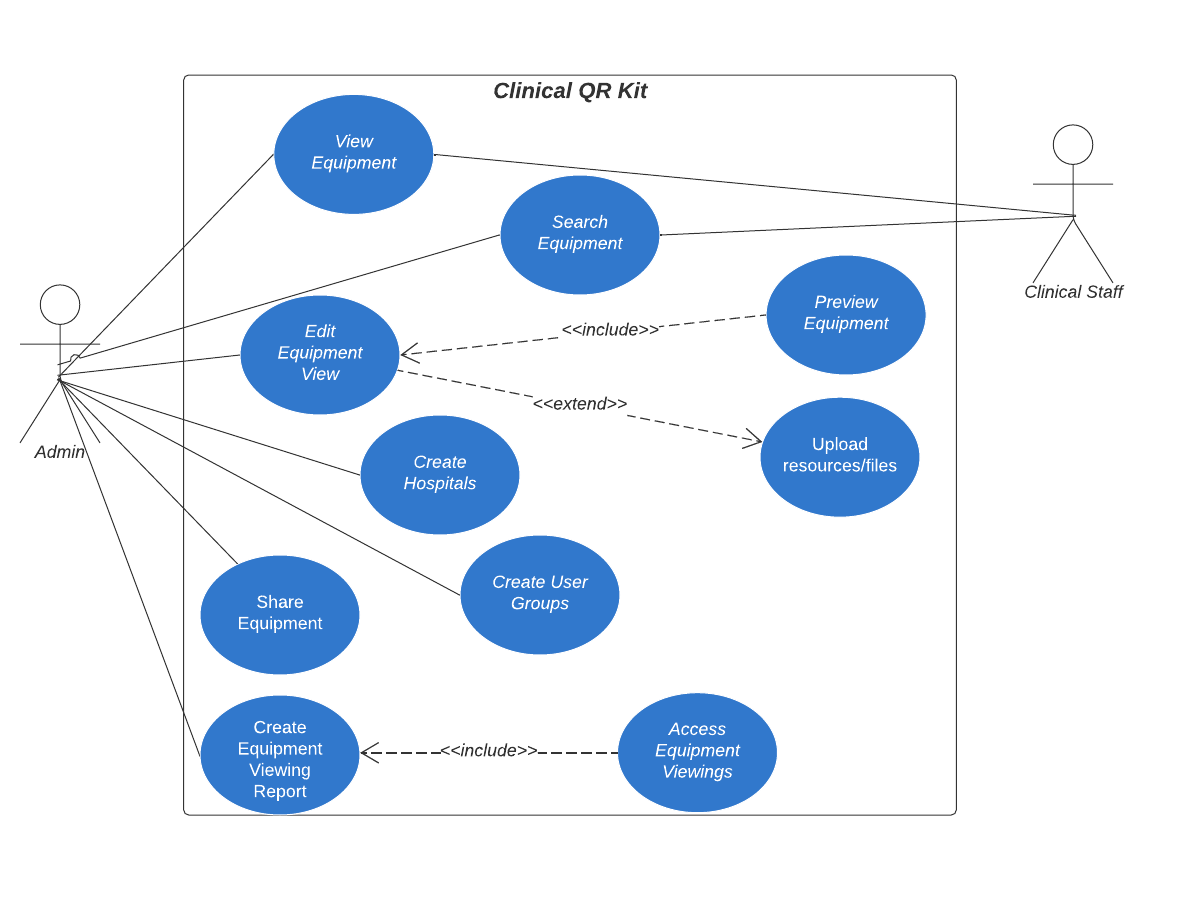 Clinical QR Kit
View
Equipment
Search
Equipment
Clinical Staff
Preview
Equipment
<<include>>
Edit
Equipment
View
<<extend>>
Admin
Upload
resources/files
Create
Hospitals
Create User
Groups
Share
Equipment
Create
Equipment
Viewing
Report
<<include>>
Access
Equipment
Viewings